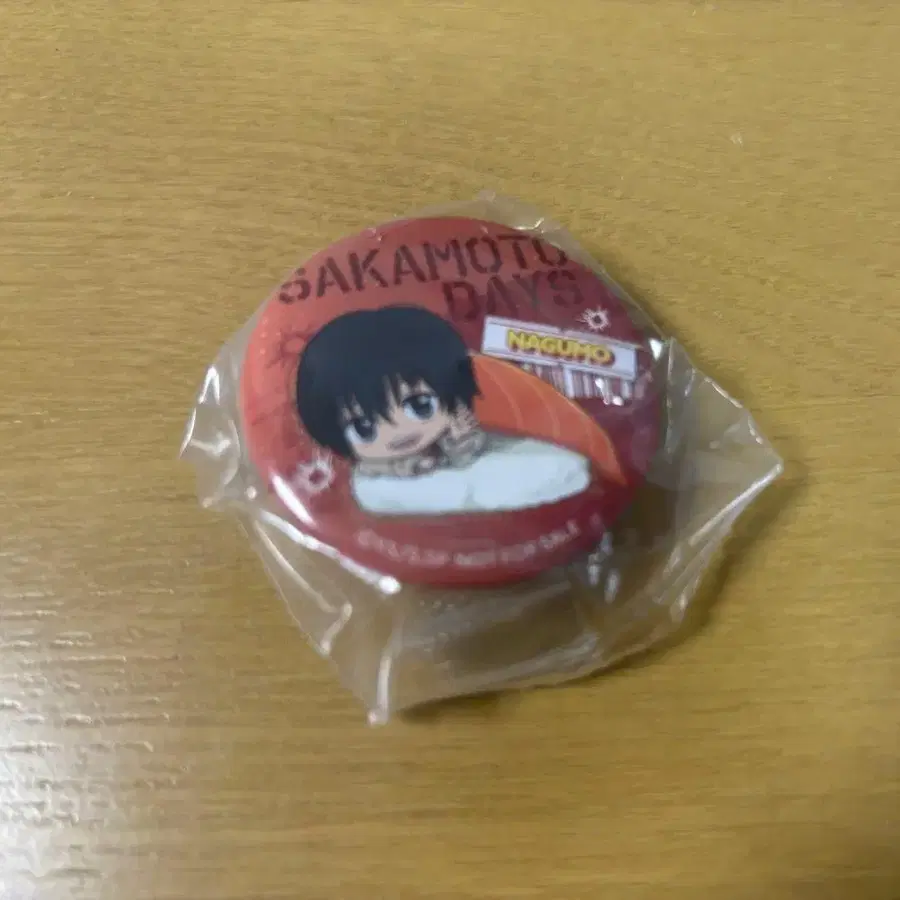 SAKAMOTO
DAYS
NAGUMO
NOT FOR SALE